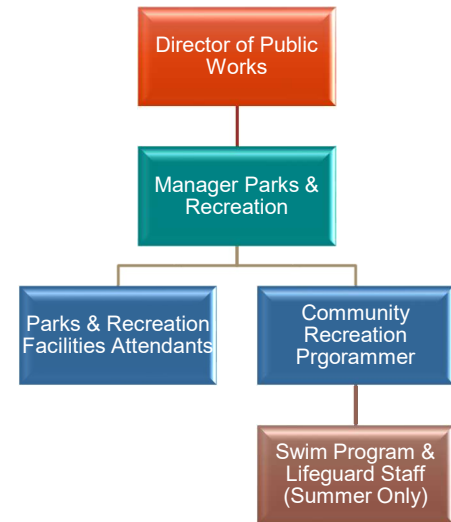 Director of Public
Works
Manager Parks &
Recreation
Parks & Recreation
Facilities Attendants
Community
Recreation
Prgorammer
Swim Program &
Lifeguard Staff
(Summer Only)